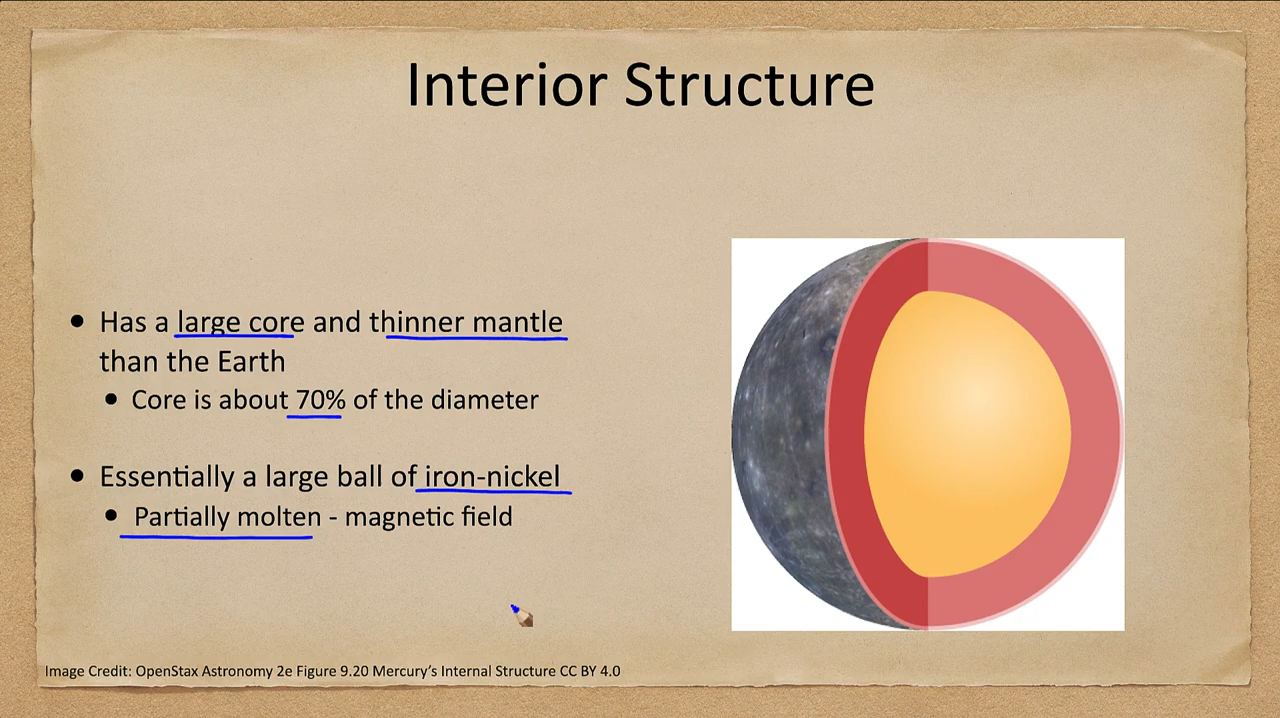 Interior Structure
• Has a large core and thinner mantle
than the Earth
• Core is about 70% of the diameter
• Essentially a large ball of iron-nickel
• Partially molten - magnetic field
Image Credit: OpenStax Astronomy 2e Figure 9.20 Mercury’s Internal Structure CC BY 4.0